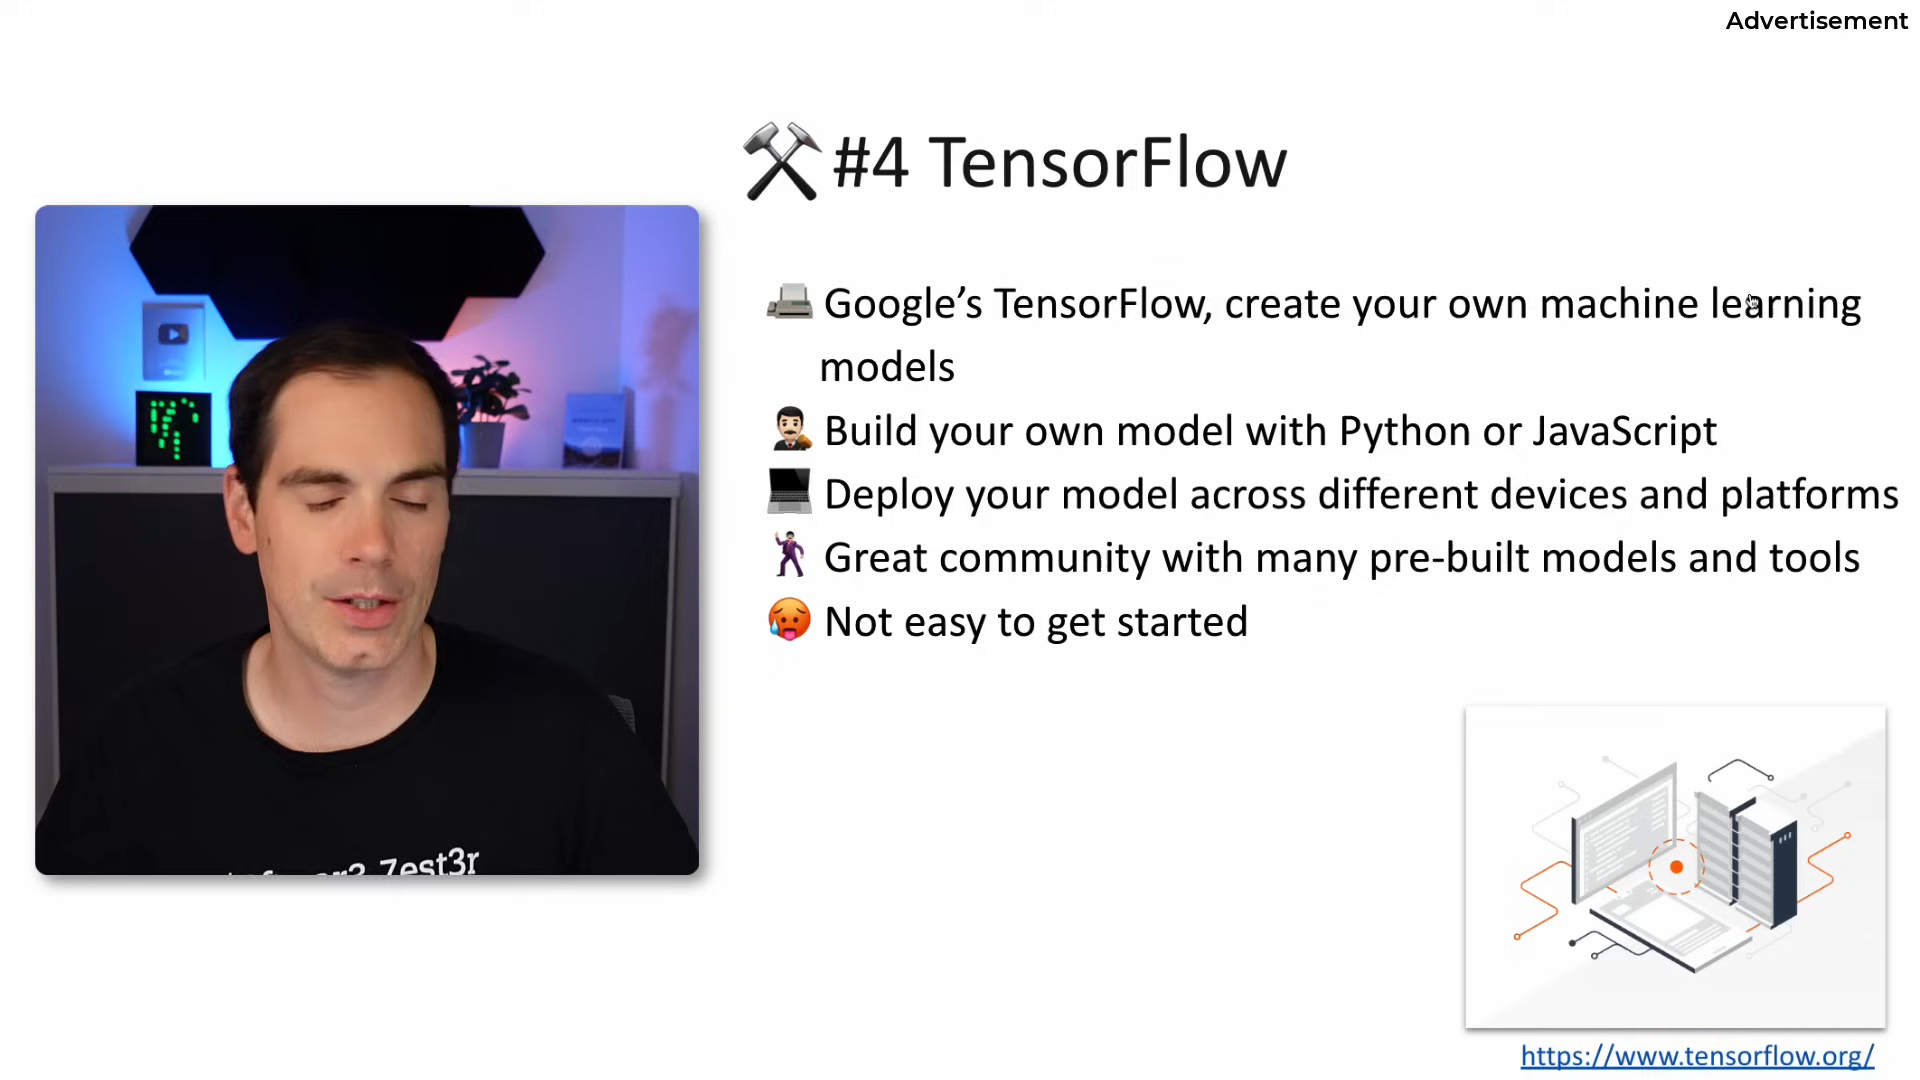 Advertisement
#4 TensorFlow
Google’s TensorFlow, create your own machine learning
models
Build your own model with Python or JavaScript
Deploy your model across different devices and platforms
Great community with many pre-built models and tools
Not easy to get started
7est3r
https://www.tensorflow.org/